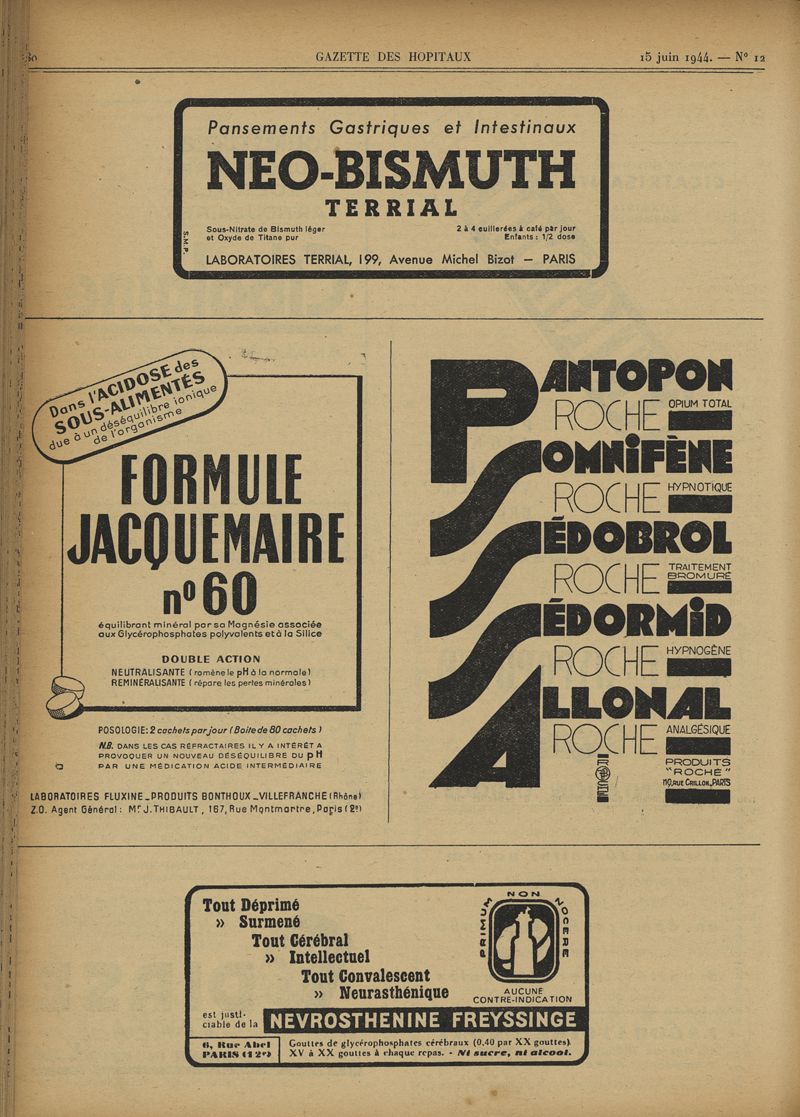 80
GAZETTE DES HOPITAUX
15 juin 1944. — N° 12
Pansements Gastriques et Intestinaux
NEO-BISMUTH
TERRIAL
Sous-Nitrate de Bismuth léger
et Oxyde de Titane pur
2 à 4 cuillerées à café par jour
Enfants : 1/2 dose
S.M.P.
LABORATOIRES TERRIAL, 199, Avenue Michel Bizot — PARIS
Dans l'ACIDOSE des
SOUS-ALIMENTÉS
due à un déséquilibre ionique
de l'organisme
FORMULE
JACQUEMAIRE
n° 60
équilibrant minéral par sa Magnésie associée
aux Glycérophosphates polyvalents et à la Silice
DOUBLE ACTION
NEUTRALISANTE (ramène le pH à la normale)
REMINÉRALISANTE (répare les pertes minérales)
POSOLOGIE: 2 cachets par jour (Boite de 80 cachets)
N.B. DANS LES CAS RÉFRACTAIRES IL Y A INTÉRÊT A
PROVOQUER UN NOUVEAU DÉSÉQUILIBRE DU pH
PAR UNE MÉDICATION ACIDE INTERMÉDIAIRE
LABORATOIRES FLUXINE_PRODUITS BONTHOUX_VILLEFRANCHE (Rhône)
Z.O. Agent Général : Mr J. THIBAULT, 167, Rue Montmartre, Paris (2e)
PANTOPON
ROCHE OPIUM TOTAL
SOMNIFÈNE
ROCHE HYPNOTIQUE
SÉDOBROL
ROCHE TRAITEMENT
BROMURÉ
SÉDORMID
ROCHE HYPNOGÈNE
ALLONAL
ROCHE ANALGÉSIQUE
PRODUITS
"ROCHE"
10, RUE CRILLON_PARIS
Tout Déprimé
» Surmené
Tout Cérébral
» Intellectuel
Tout Convalescent
» Neurasthénique
PRIMUM NON NOCERE
AUCUNE
CONTRE-INDICATION
est justi-
ciable de la
NEVROSTHENINE FREYSSINGE
6, Rue Abel
PARIS (12e)
Gouttes de glycérophosphates cérébraux (0.40 par XX gouttes).
XV à XX gouttes à chaque repas. - Ni sucre, ni alcool.